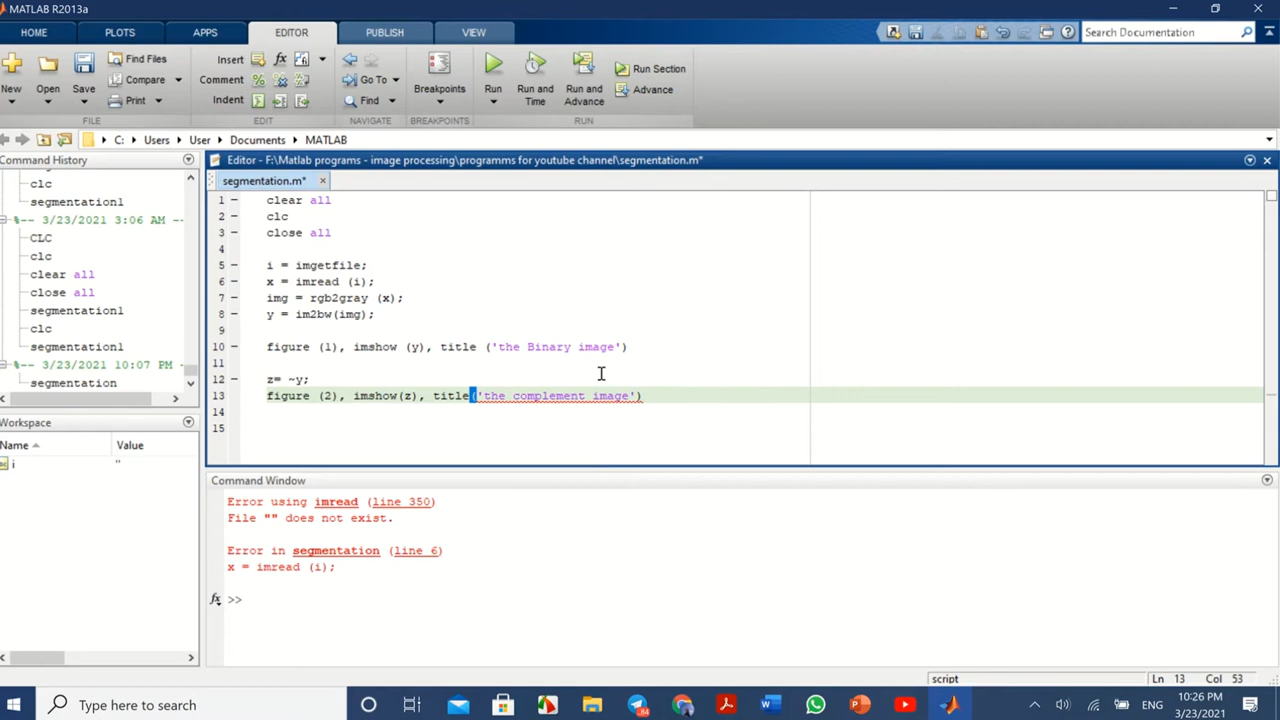 MATLAB R2013a
HOME PLOTS APPS EDITOR PUBLISH VIEW Search Documentation
New Open Save Find Files Compare Print
Insert fx Comment Indent
Go To Find
Breakpoints
Run Run and Time Run and Advance Run Section Advance
FILE EDIT NAVIGATE BREAKPOINTS RUN
C: Users User Documents MATLAB
Command History
clc
segmentation1
%-- 3/23/2021 3:06 AM --
CLC
clc
clear all
close all
segmentation1
clc
segmentation1
%-- 3/23/2021 10:07 PM --
segmentation
Workspace
Name Value
i ''
Editor - F:\Matlab programs - image processing\programms for youtube channel\segmentation.m*
segmentation.m* ×
1 clear all
2 clc
3 close all
4
5 i = imgetfile;
6 x = imread (i);
7 img = rgb2gray (x);
8 y = im2bw(img);
9
10 figure (1), imshow (y), title ('the Binary image')
11
12 z= ~y;
13 figure (2), imshow(z), title('the complement image')
14
15
Command Window
Error using imread (line 350)
File "" does not exist.
Error in segmentation (line 6)
x = imread (i);
fx >>
script Ln 13 Col 53
Type here to search
84
ENG
10:26 PM
3/23/2021